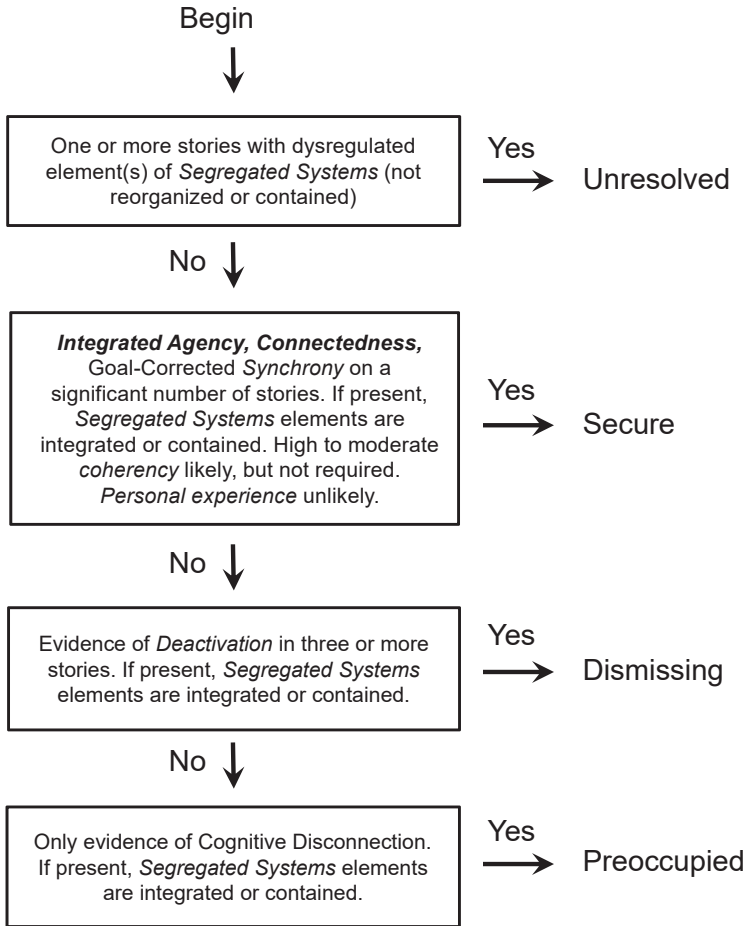 Begin
One or more stories with dysregulated
element(s) of Segregated Systems (not
reorganized or contained)
Yes
Unresolved
No
Integrated Agency, Connectedness,
Goal-Corrected Synchrony on a
significant number of stories. If present,
Segregated Systems elements are
integrated or contained. High to moderate
coherency likely, but not required.
Personal experience unlikely.
Yes
Secure
No
Evidence of Deactivation in three or more
stories. If present, Segregated Systems
elements are integrated or contained.
Yes
Dismissing
No
Only evidence of Cognitive Disconnection.
If present, Segregated Systems elements
are integrated or contained.
Yes
Preoccupied